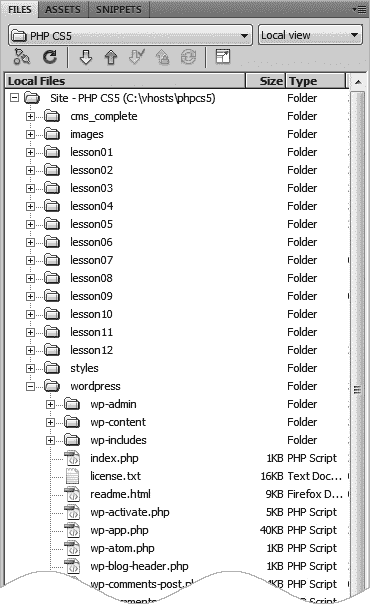 FILES ASSETS SNIPPETS
PHP CS5 Local view
Local Files Size Type
Site - PHP CS5 (C:\vhosts\phpcs5) Folder
cms_complete Folder
images Folder
lesson01 Folder
lesson02 Folder
lesson03 Folder
lesson04 Folder
lesson05 Folder
lesson06 Folder
lesson07 Folder
lesson08 Folder
lesson09 Folder
lesson10 Folder
lesson11 Folder
lesson12 Folder
styles Folder
wordpress Folder
wp-admin Folder
wp-content Folder
wp-includes Folder
index.php 1KB PHP Script
license.txt 16KB Text Doc...
readme.html 9KB Firefox D...
wp-activate.php 5KB PHP Script
wp-app.php 40KB PHP Script
wp-atom.php 1KB PHP Script
wp-blog-header.php 1KB PHP Script
wp-comments-post.php PHP Script